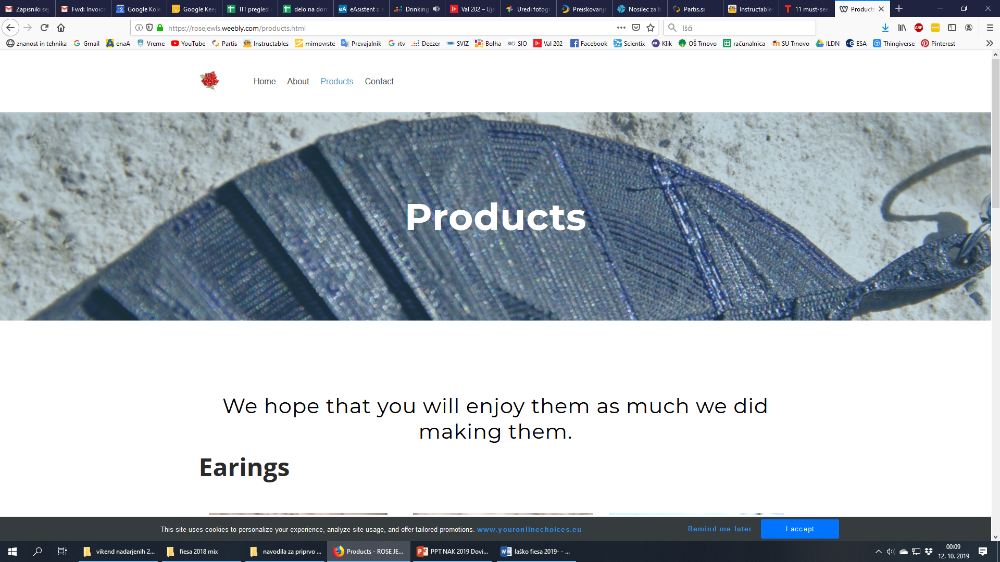 Zapisniki sej
Fwd: Invoice
Google Kole
Google Keep
TIT pregled u
delo na dom
eAsistent :: e
Drinking
Val 202 – Uja
Uredi fotogr
Preiskovanje
Nosilec za b
Partis.si
Instructables
11 must-see
Products
https://rosejewls.weebly.com/products.html
Išči
znanost in tehnika
Gmail
enaA
Vreme
YouTube
Partis
Instructables
mimovrste
Prevajalnik
rtv
Deezer
SVIZ
Bolha
SIO
Val 202
Facebook
Scientix
Klik
OŠ Trnovo
računalnica
SU Trnovo
ILDN
ESA
Thingiverse
Pinterest
Home
About
Products
Contact
Products
We hope that you will enjoy them as much we did
making them.
Earings
This site uses cookies to personalize your experience, analyze site usage, and offer tailored promotions. www.youronlinechoices.eu
Remind me later
I accept
vikend nadarjenih 2...
fiesa 2018 mix
navodila za priprvo ...
Products - ROSE JE...
PPT NAK 2019 Dovi...
laško fiesa 2019- - ...
00:09
12. 10. 2019